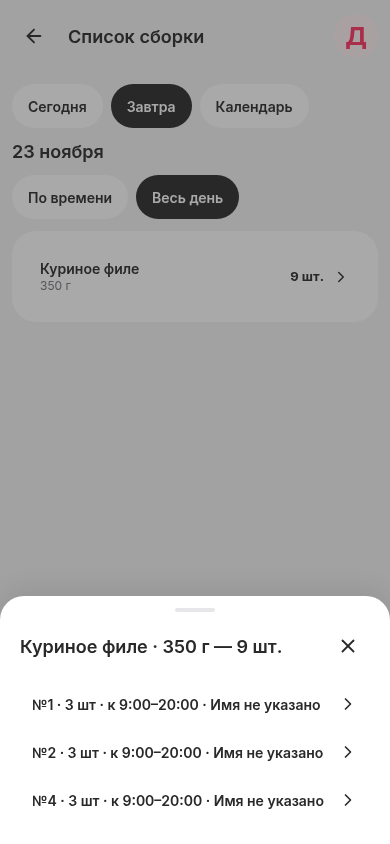 Список сборки Д
Сегодня Завтра Календарь
23 ноября
По времени Весь день
Куриное филе
350 г
9 шт.
Куриное филе · 350 г — 9 шт.
№1 · 3 шт · к 9:00–20:00 · Имя не указано
№2 · 3 шт · к 9:00–20:00 · Имя не указано
№4 · 3 шт · к 9:00–20:00 · Имя не указано